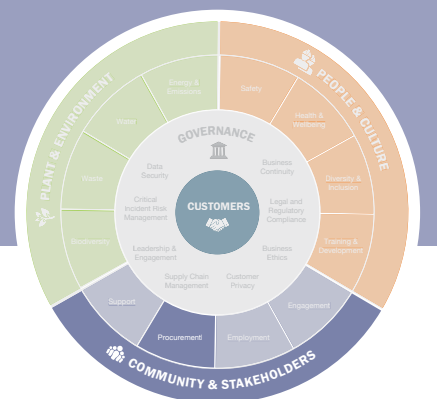 PLANT & ENVIRONMENT
Energy &
Emissions
Waste
Waste
Biodiversity
PEOPLE & CULTURE
Safety
Health &
Wellbeing
Diversity &
Inclusion
Training &
Development
GOVERNANCE
Data
Security
Critical
Incident Risk
Management
Leadership &
Engagement
Supply Chain
Management
Customer
Privacy
Business
Ethics
Legal and
Regulatory
Compliance
Business
Continuity
CUSTOMERS
Support
Procurement
Employment
Engagement
COMMUNITY & STAKEHOLDERS